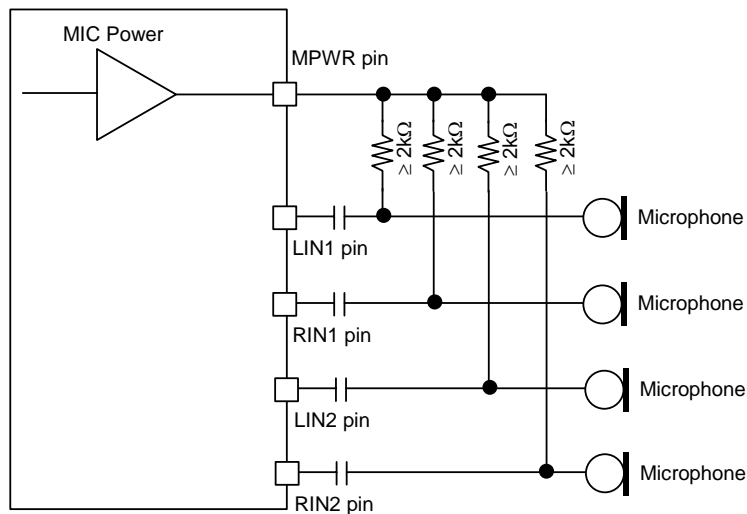 MIC Power
MPWR pin
≥ 2kΩ
≥ 2kΩ
≥ 2kΩ
≥ 2kΩ
Microphone
LIN1 pin
Microphone
RIN1 pin
Microphone
LIN2 pin
Microphone
RIN2 pin